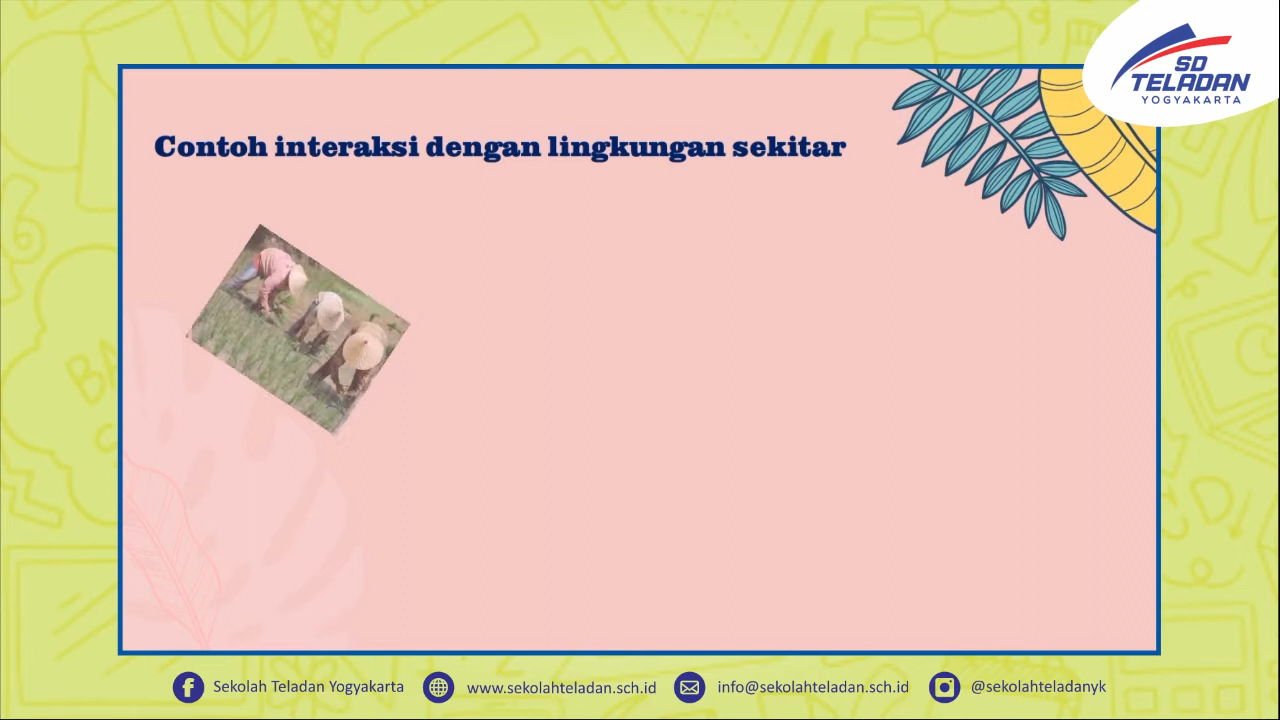 SD
TELADAN
YOGYAKARTA
Contoh interaksi dengan lingkungan sekitar
Sekolah Teladan Yogyakarta
www.sekolahteladan.sch.id
info@sekolahteladan.sch.id
@sekolahteladanyk